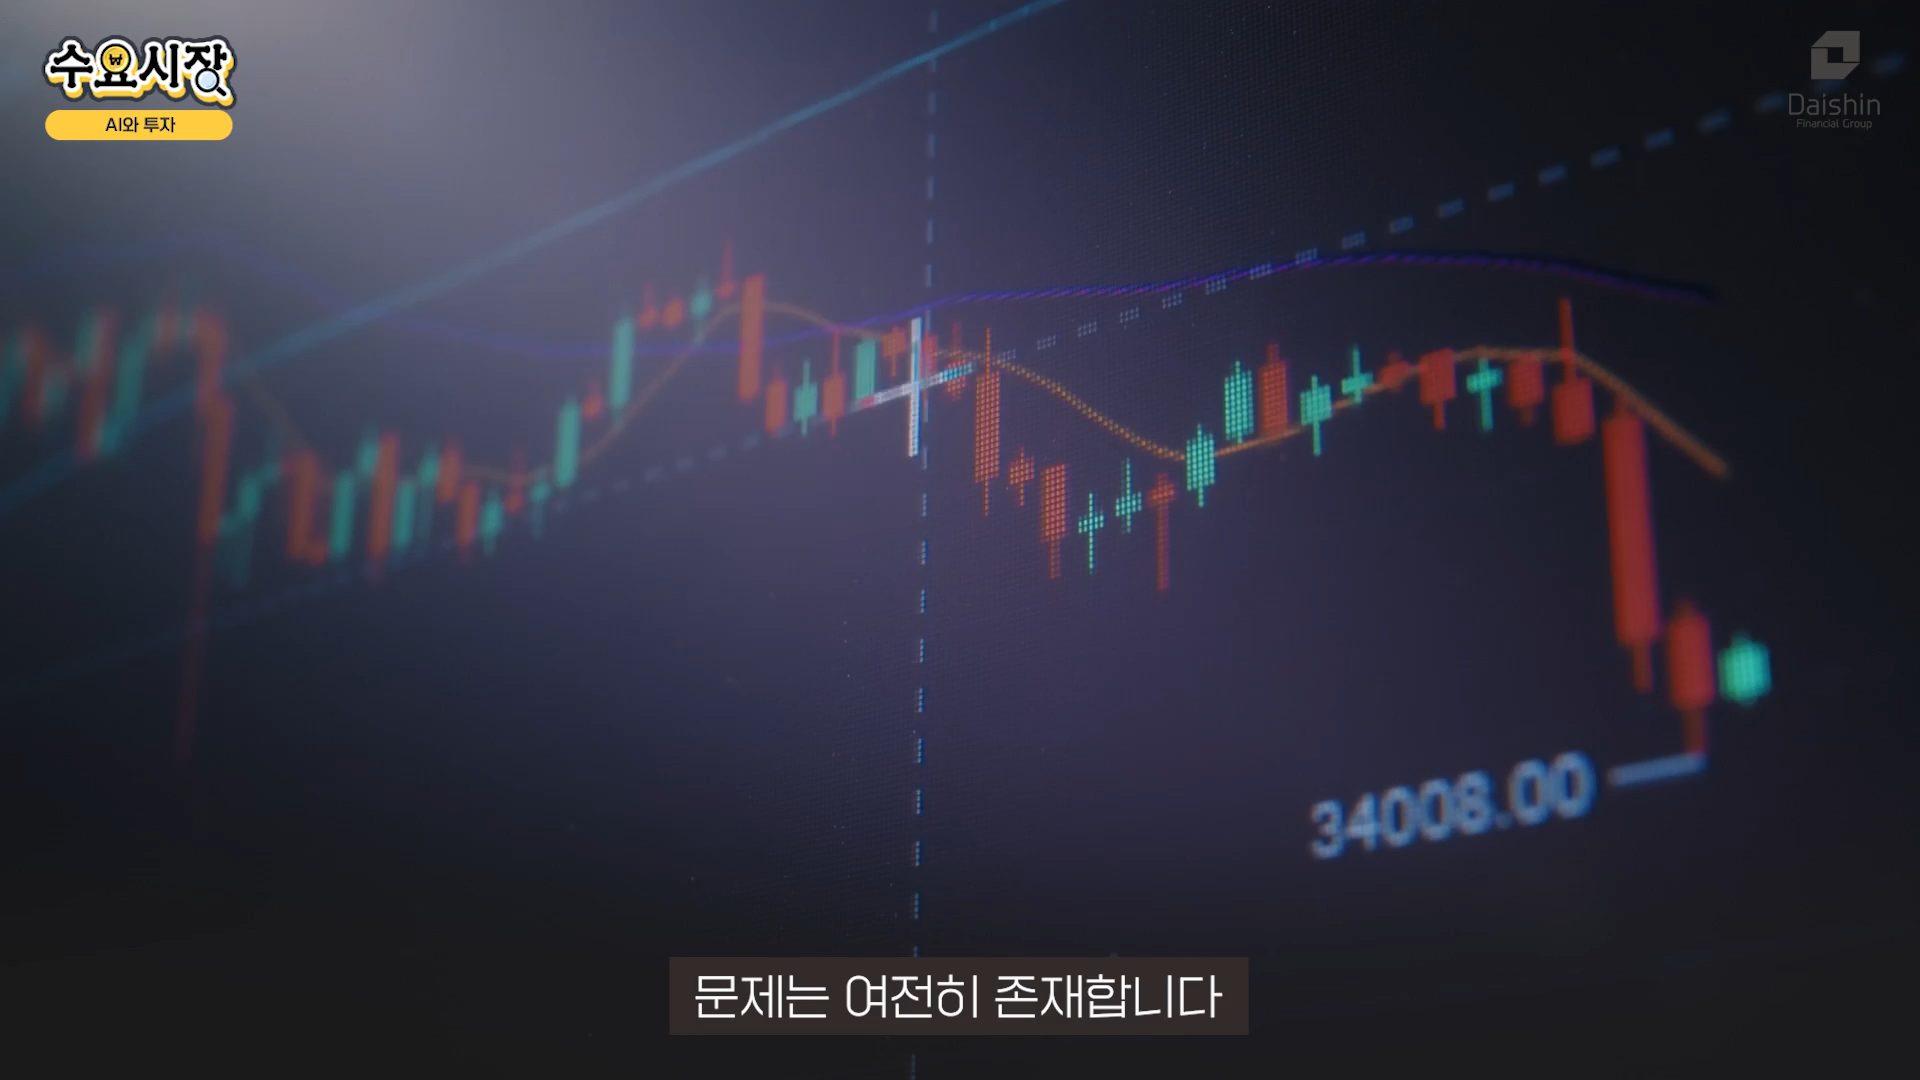 수요시장
AI와 투자
Daishin
Financial Group
34008.00
문제는 여전히 존재합니다